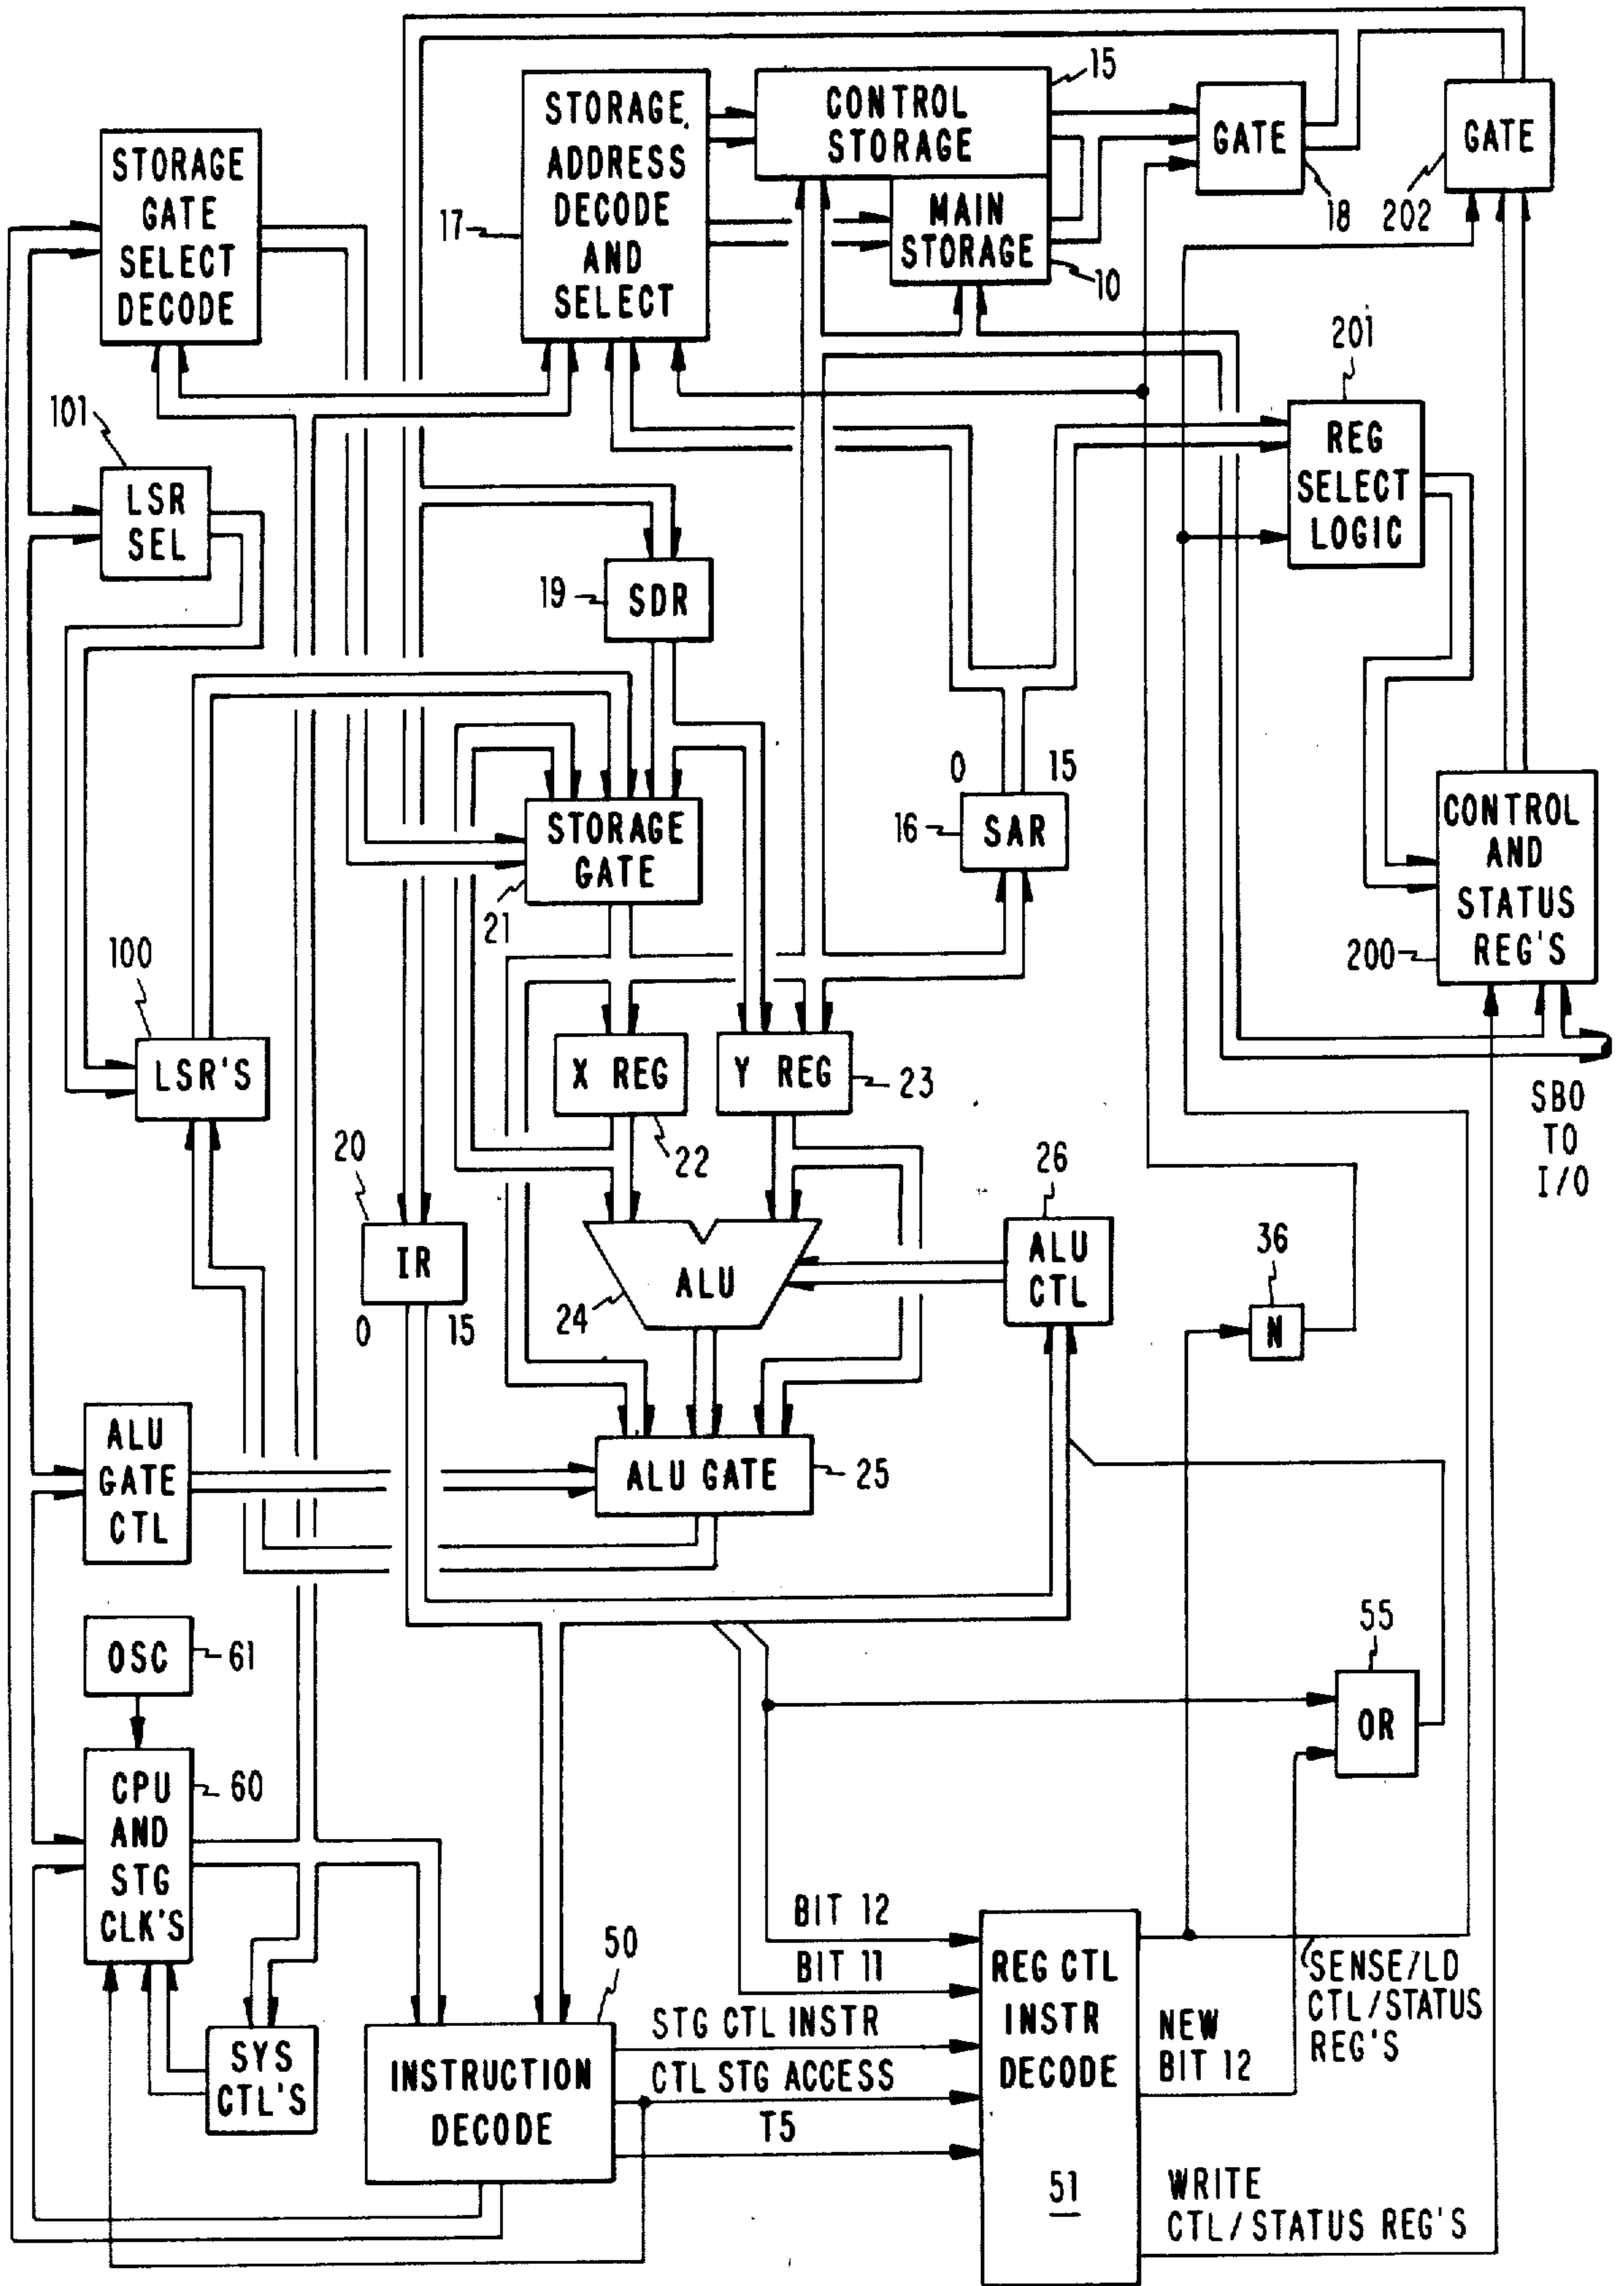 15
STORAGE
ADDRESS
DECODE
AND
SELECT
CONTROL
STORAGE
GATE
GATE
STORAGE
GATE
SELECT
DECODE
17
MAIN
STORAGE
18
202
10
201
101
REG
SELECT
LOGIC
LSR
SEL
19
SDR
0
15
16
SAR
STORAGE
GATE
21
CONTROL
AND
STATUS
REG'S
200
100
LSR'S
X REG
Y REG
23
22
SBO
TO
I/O
20
26
IR
0
15
ALU
24
ALU
CTL
36
N
ALU
GATE
CTL
ALU GATE
25
OSC
61
55
OR
CPU
AND
STG
CLK'S
60
BIT 12
50
BIT 11
REG CTL
INSTR
DECODE
51
SENSE/LD
CTL/STATUS
REG'S
STG CTL INSTR
NEW
BIT 12
SYS
CTL'S
INSTRUCTION
DECODE
CTL STG ACCESS
T5
WRITE
CTL/STATUS REG'S